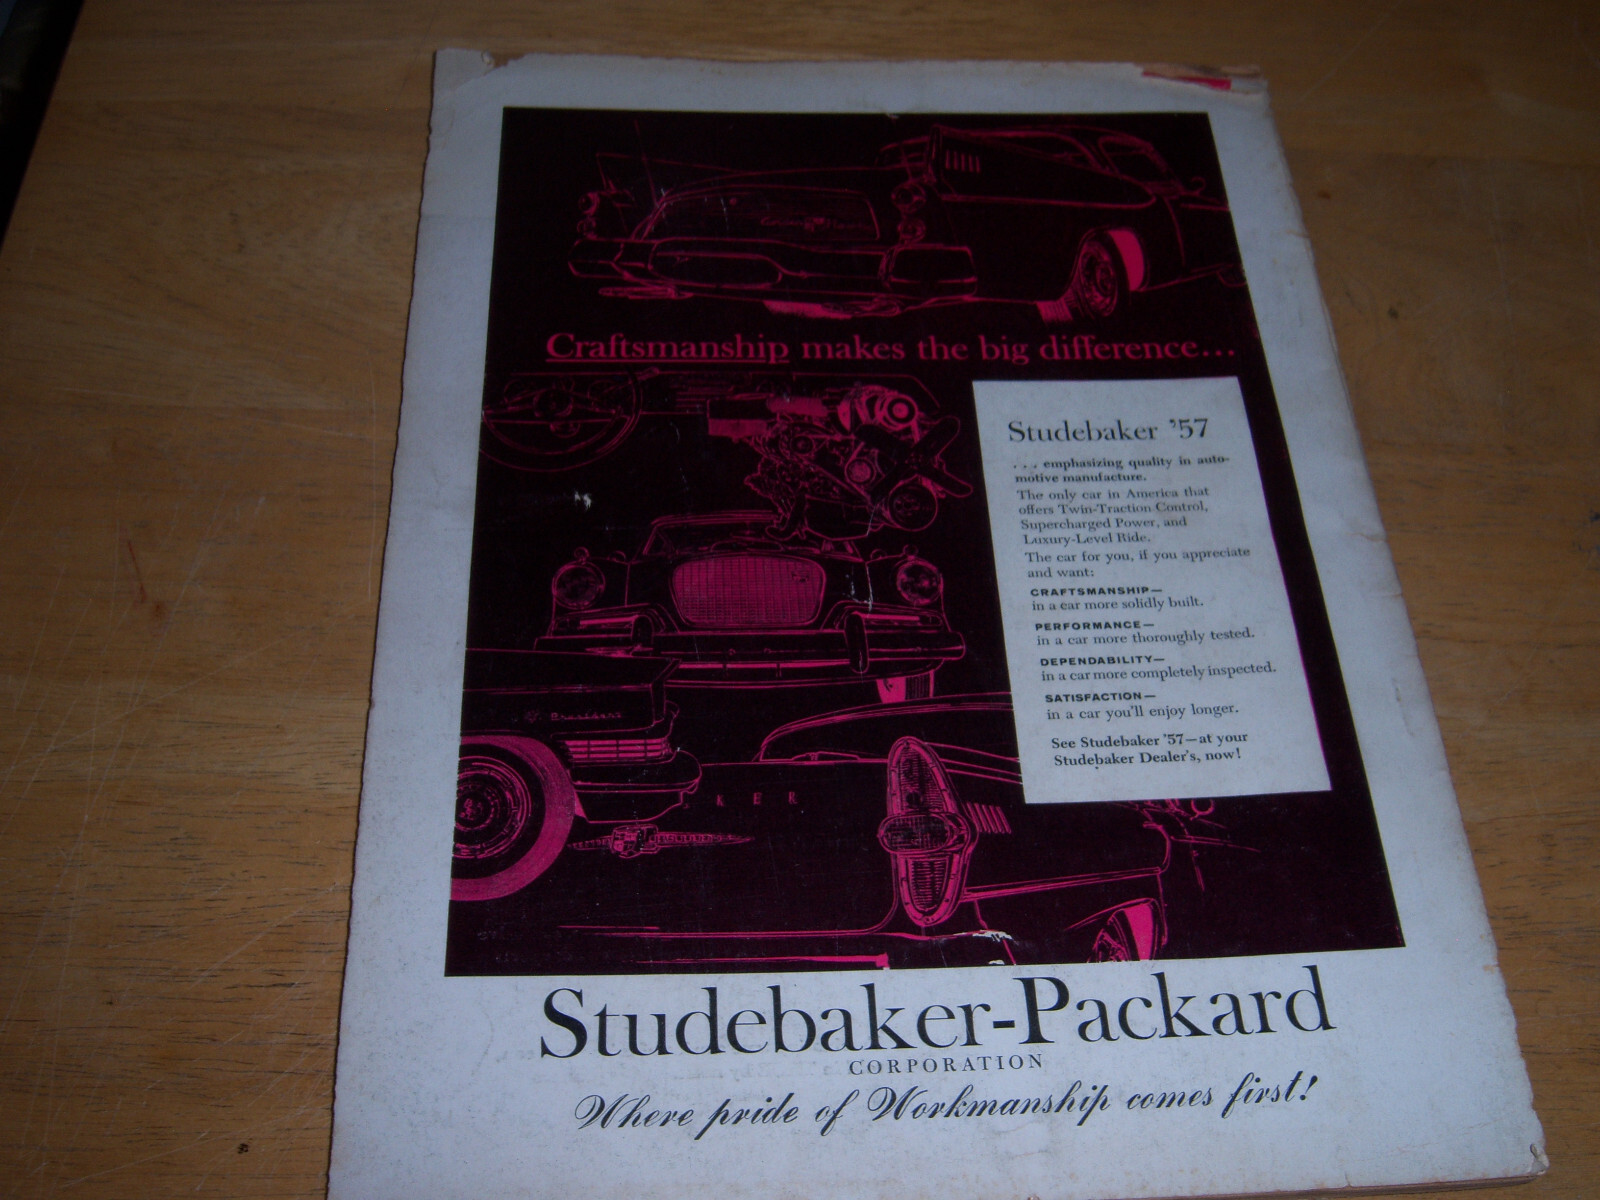 Craftsmanship makes the big difference...
Studebaker '57
. . . emphasizing quality in auto-
motive manufacture.
The only car in America that
offers Twin-Traction Control,
Supercharged Power, and
Luxury-Level Ride.
The car for you, if you appreciate
and want:
CRAFTSMANSHIP—
in a car more solidly built.
PERFORMANCE—
in a car more thoroughly tested.
DEPENDABILITY—
in a car more completely inspected.
SATISFACTION—
in a car you'll enjoy longer.
See Studebaker '57—at your
Studebaker Dealer's, now!
President
K E R
Studebaker-Packard
CORPORATION
Where pride of Workmanship comes first!